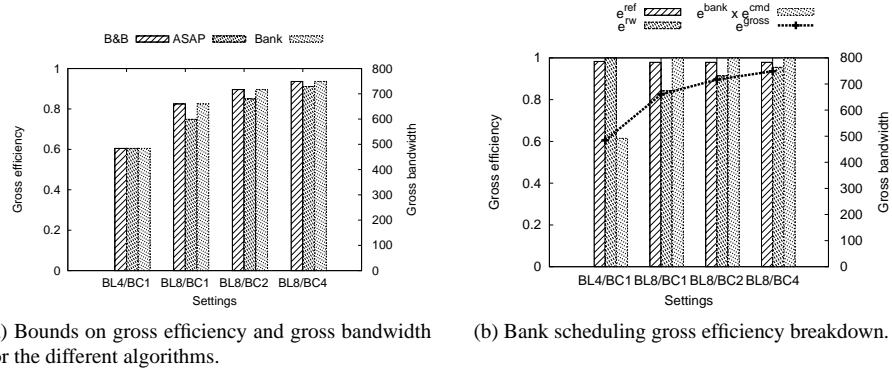 B&B ASAP Bank
1
0.8
0.6
0.4
0.2
0
800
700
600
500
400
300
200
100
0
Gross efficiency
Gross bandwidth
BL4/BC1 BL8/BC1 BL8/BC2 BL8/BC4
Settings
) Bounds on gross efficiency and gross bandwidth
r the different algorithms.
e^ref e^bank x e^cmd
e^rw e^gross
1
0.8
0.6
0.4
0.2
0
800
700
600
500
400
300
200
100
0
Gross efficiency
Gross bandwidth
BL4/BC1 BL8/BC1 BL8/BC2 BL8/BC4
Settings
(b) Bank scheduling gross efficiency breakdown.